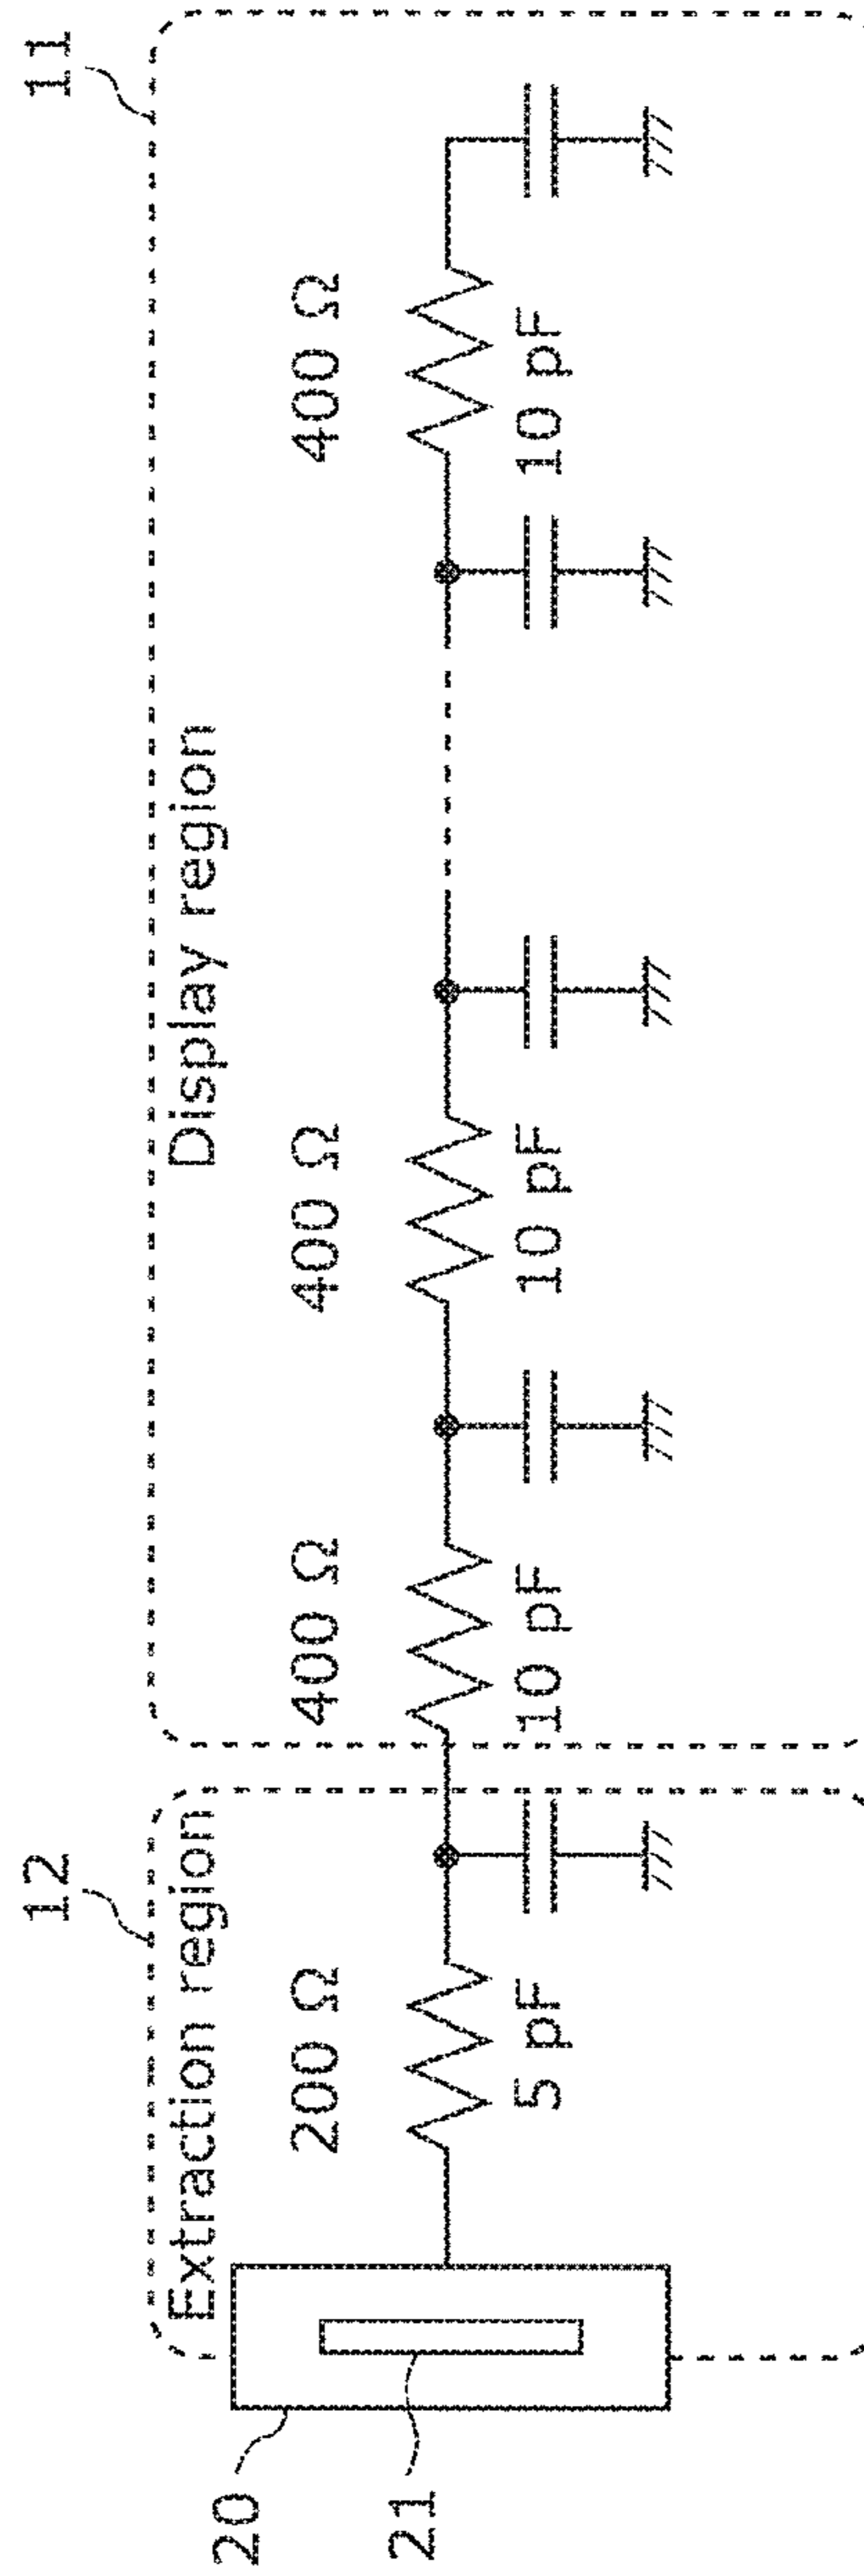 12
11
Extraction region
Display region
200 Ω
400 Ω
400 Ω
400 Ω
5 pF
10 pF
10 pF
10 pF
20
21